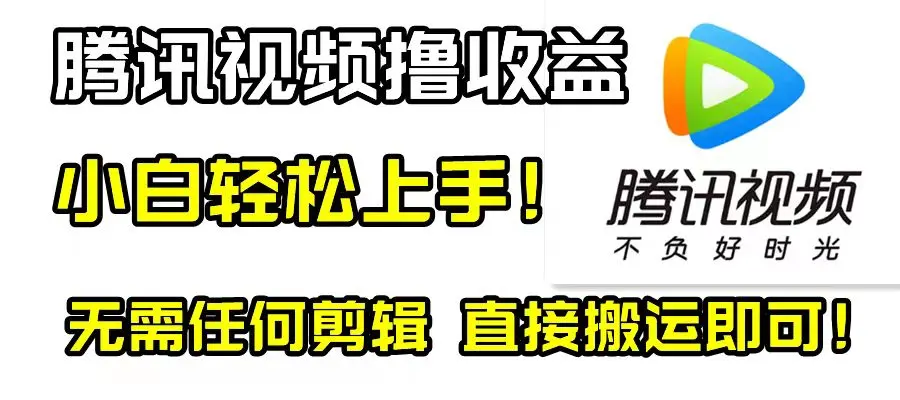 腾讯视频撸收益
小白轻松上手！
腾讯视频
不负好时光
无需任何剪辑 直接搬运即可！